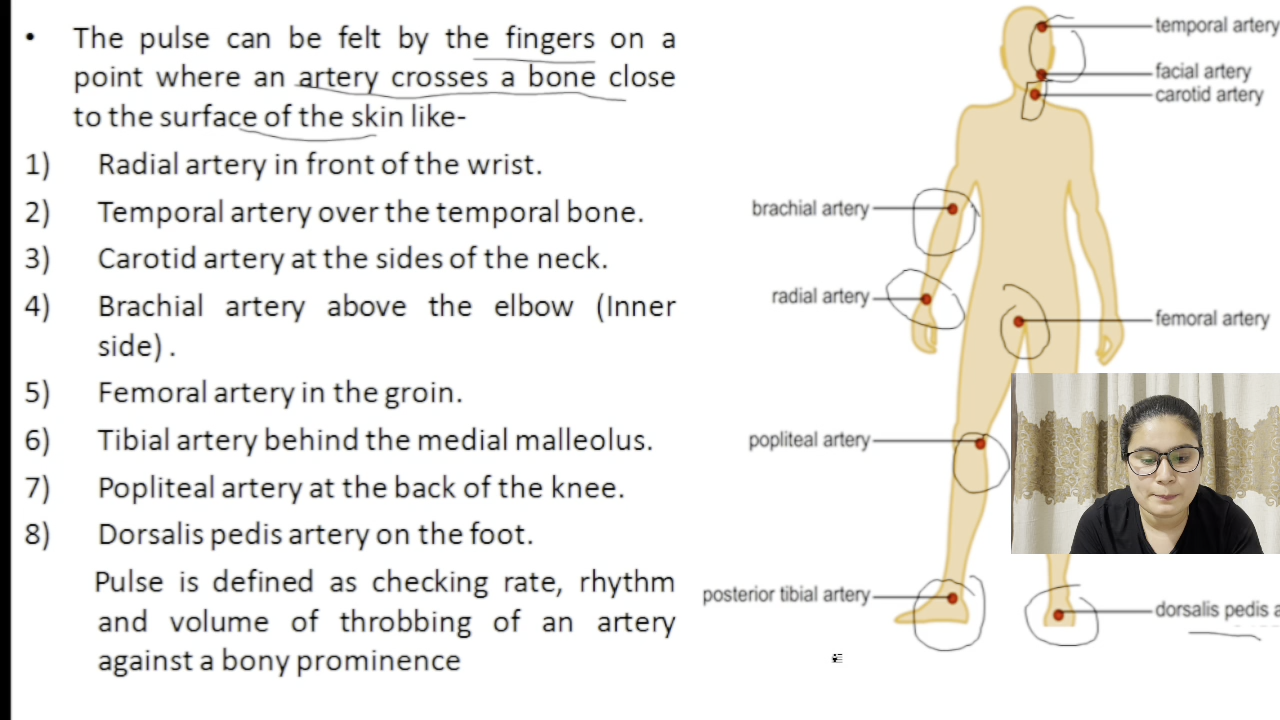 • The pulse can be felt by the fingers on a
point where an artery crosses a bone close
to the surface of the skin like-
1) Radial artery in front of the wrist.
2) Temporal artery over the temporal bone.
3) Carotid artery at the sides of the neck.
4) Brachial artery above the elbow (Inner
side) .
5) Femoral artery in the groin.
6) Tibial artery behind the medial malleolus.
7) Popliteal artery at the back of the knee.
8) Dorsalis pedis artery on the foot.
Pulse is defined as checking rate, rhythm
and volume of throbbing of an artery
against a bony prominence
temporal artery
facial artery
carotid artery
brachial artery
radial artery
femoral artery
popliteal artery
posterior tibial artery
dorsalis pedis a